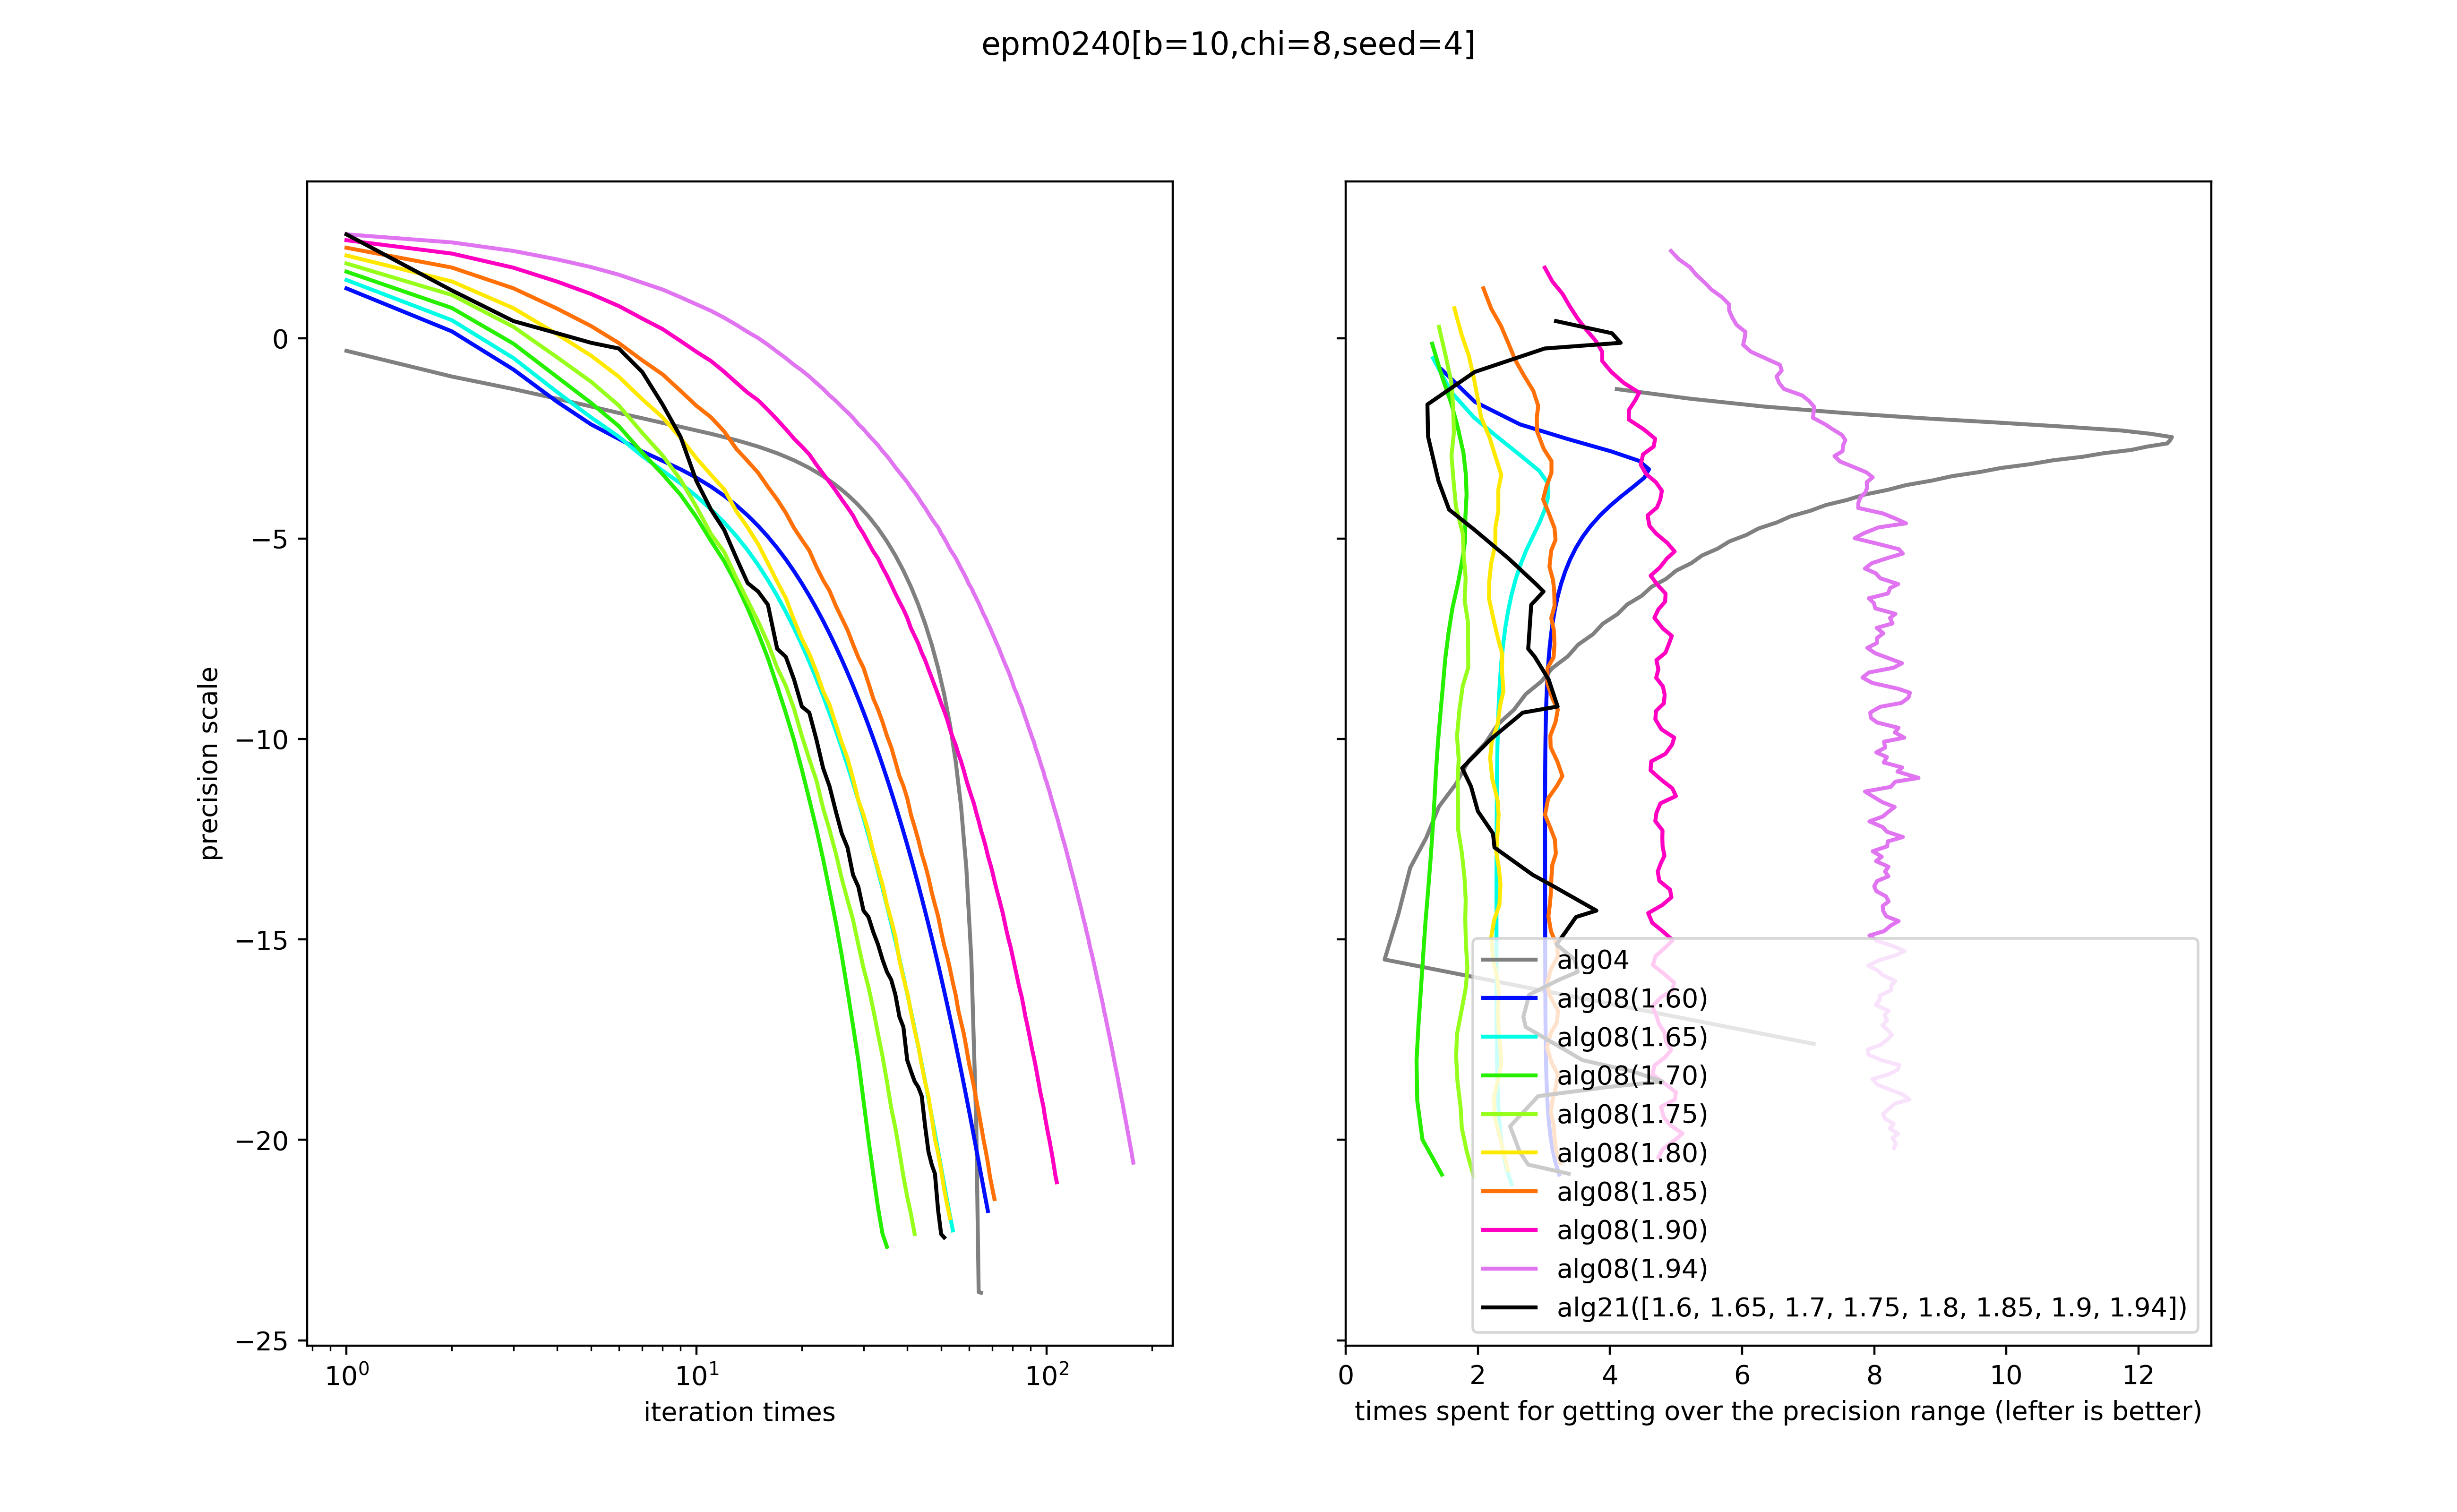 epm0240[b=10,chi=8,seed=4]
precision scale
0
−5
−10
−15
−20
−25
10⁰
10¹
10²
iteration times
alg04
alg08(1.60)
alg08(1.65)
alg08(1.70)
alg08(1.75)
alg08(1.80)
alg08(1.85)
alg08(1.90)
alg08(1.94)
alg21([1.6, 1.65, 1.7, 1.75, 1.8, 1.85, 1.9, 1.94])
0 2 4 6 8 10 12
times spent for getting over the precision range (lefter is better)